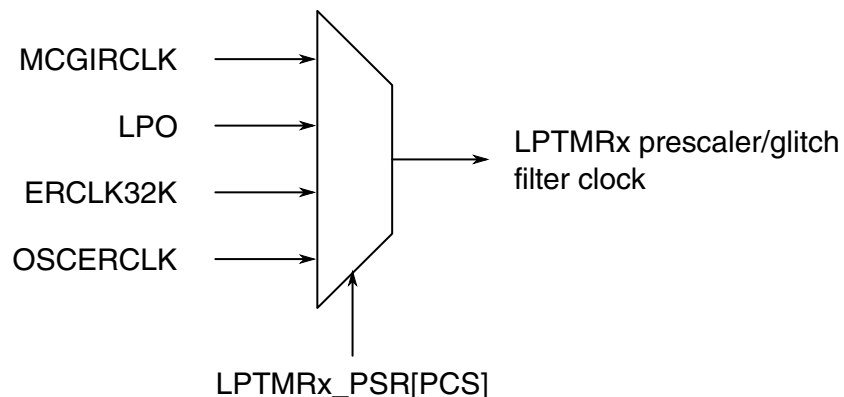 MCGIRCLK
LPO
ERCLK32K
OSCERCLK
LPTMRx prescaler/glitch
filter clock
LPTMRx_PSR[PCS]